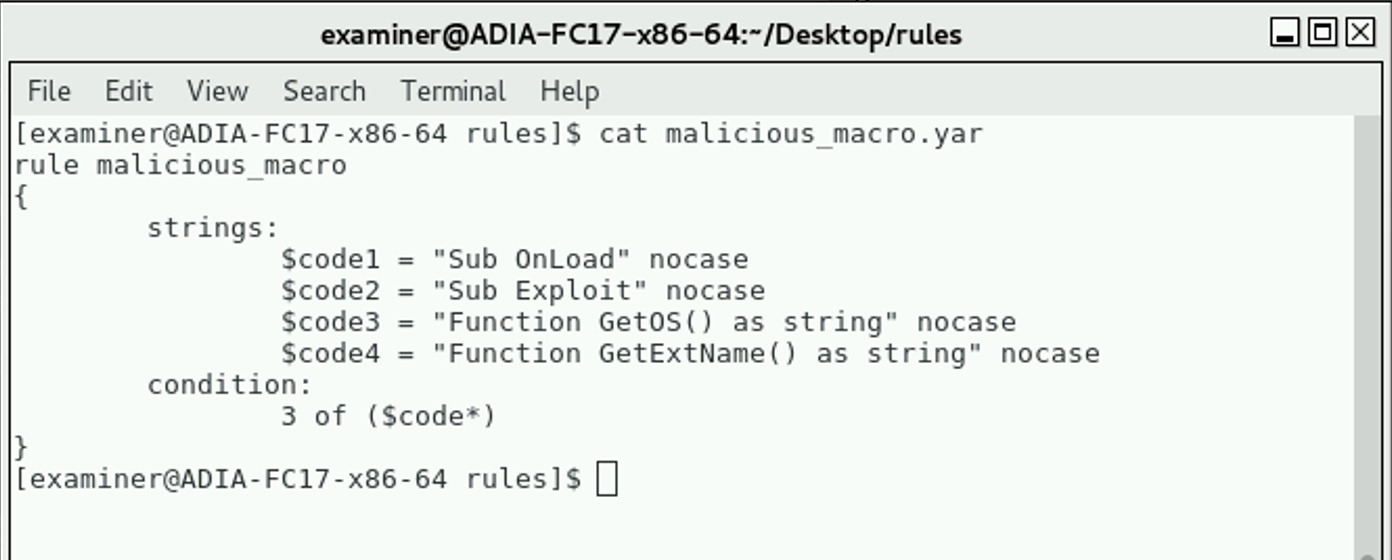 examiner@ADIA-FC17-x86-64:~/Desktop/rules
File Edit View Search Terminal Help
[examiner@ADIA-FC17-x86-64 rules]$ cat malicious_macro.yar
rule malicious_macro
{
        strings:
                $code1 = "Sub OnLoad" nocase
                $code2 = "Sub Exploit" nocase
                $code3 = "Function GetOS() as string" nocase
                $code4 = "Function GetExtName() as string" nocase
        condition:
                3 of ($code*)
}
[examiner@ADIA-FC17-x86-64 rules]$